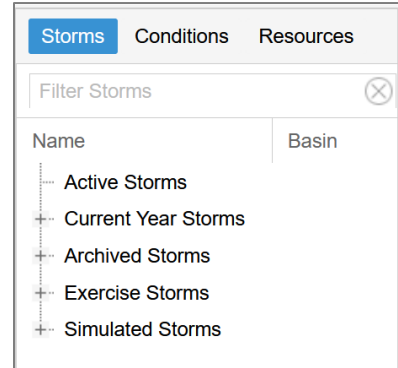 Storms Conditions Resources
Filter Storms
Name Basin
Active Storms
Current Year Storms
Archived Storms
Exercise Storms
Simulated Storms